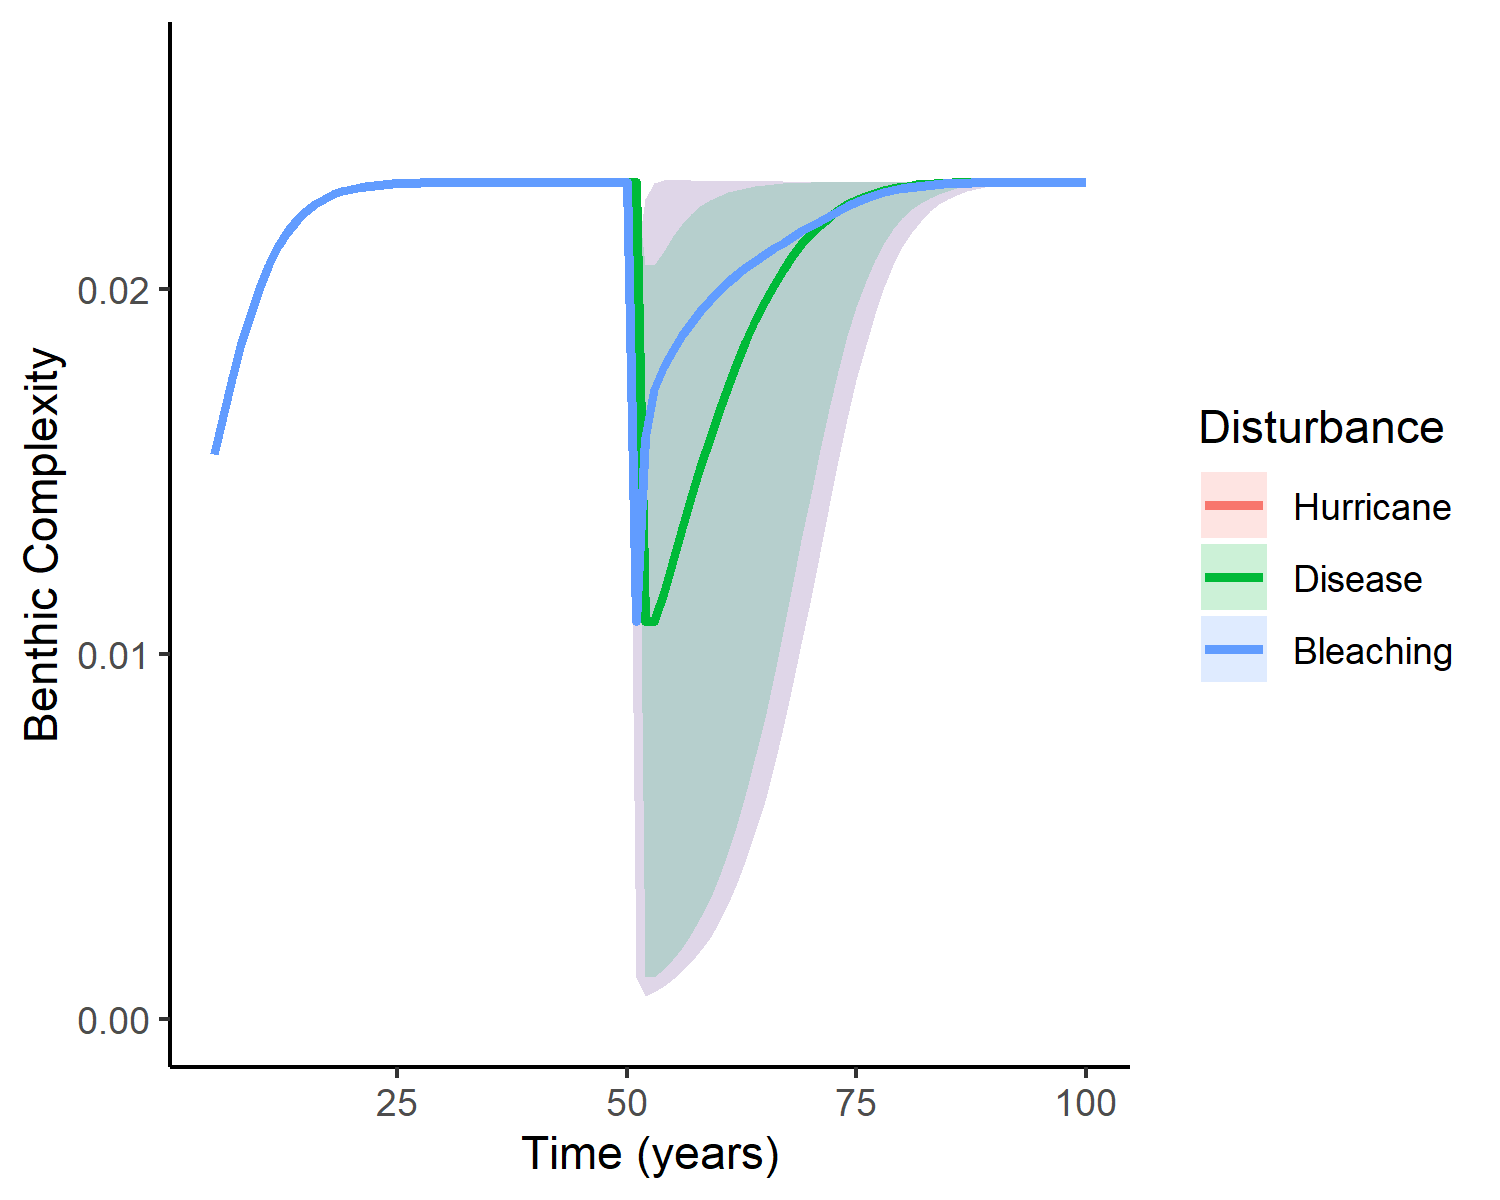 Benthic Complexity
0.02
0.01
0.00
25 50 75 100
Time (years)
Disturbance
Hurricane
Disease
Bleaching